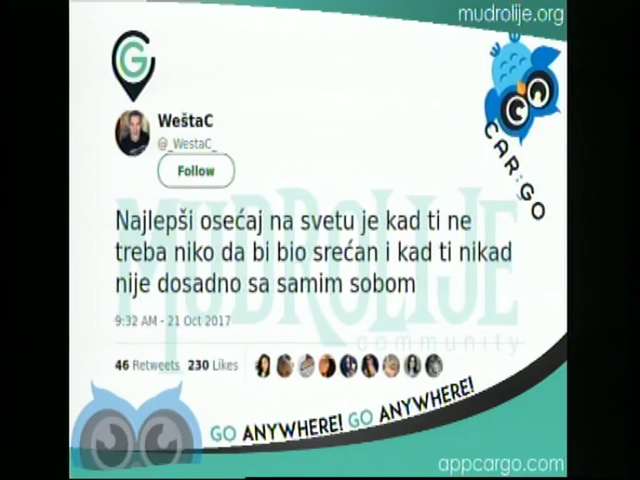 mudrolije.org
G
WeštaC
@_WestaC_
Follow
CAR:GO
Najlepši osećaj na svetu je kad ti ne
treba niko da bi bio srećan i kad ti nikad
nije dosadno sa samim sobom
MUDROLIJE
community
9:32 AM - 21 Oct 2017
46 Retweets 230 Likes
GO ANYWHERE! GO ANYWHERE!
appcargo.com